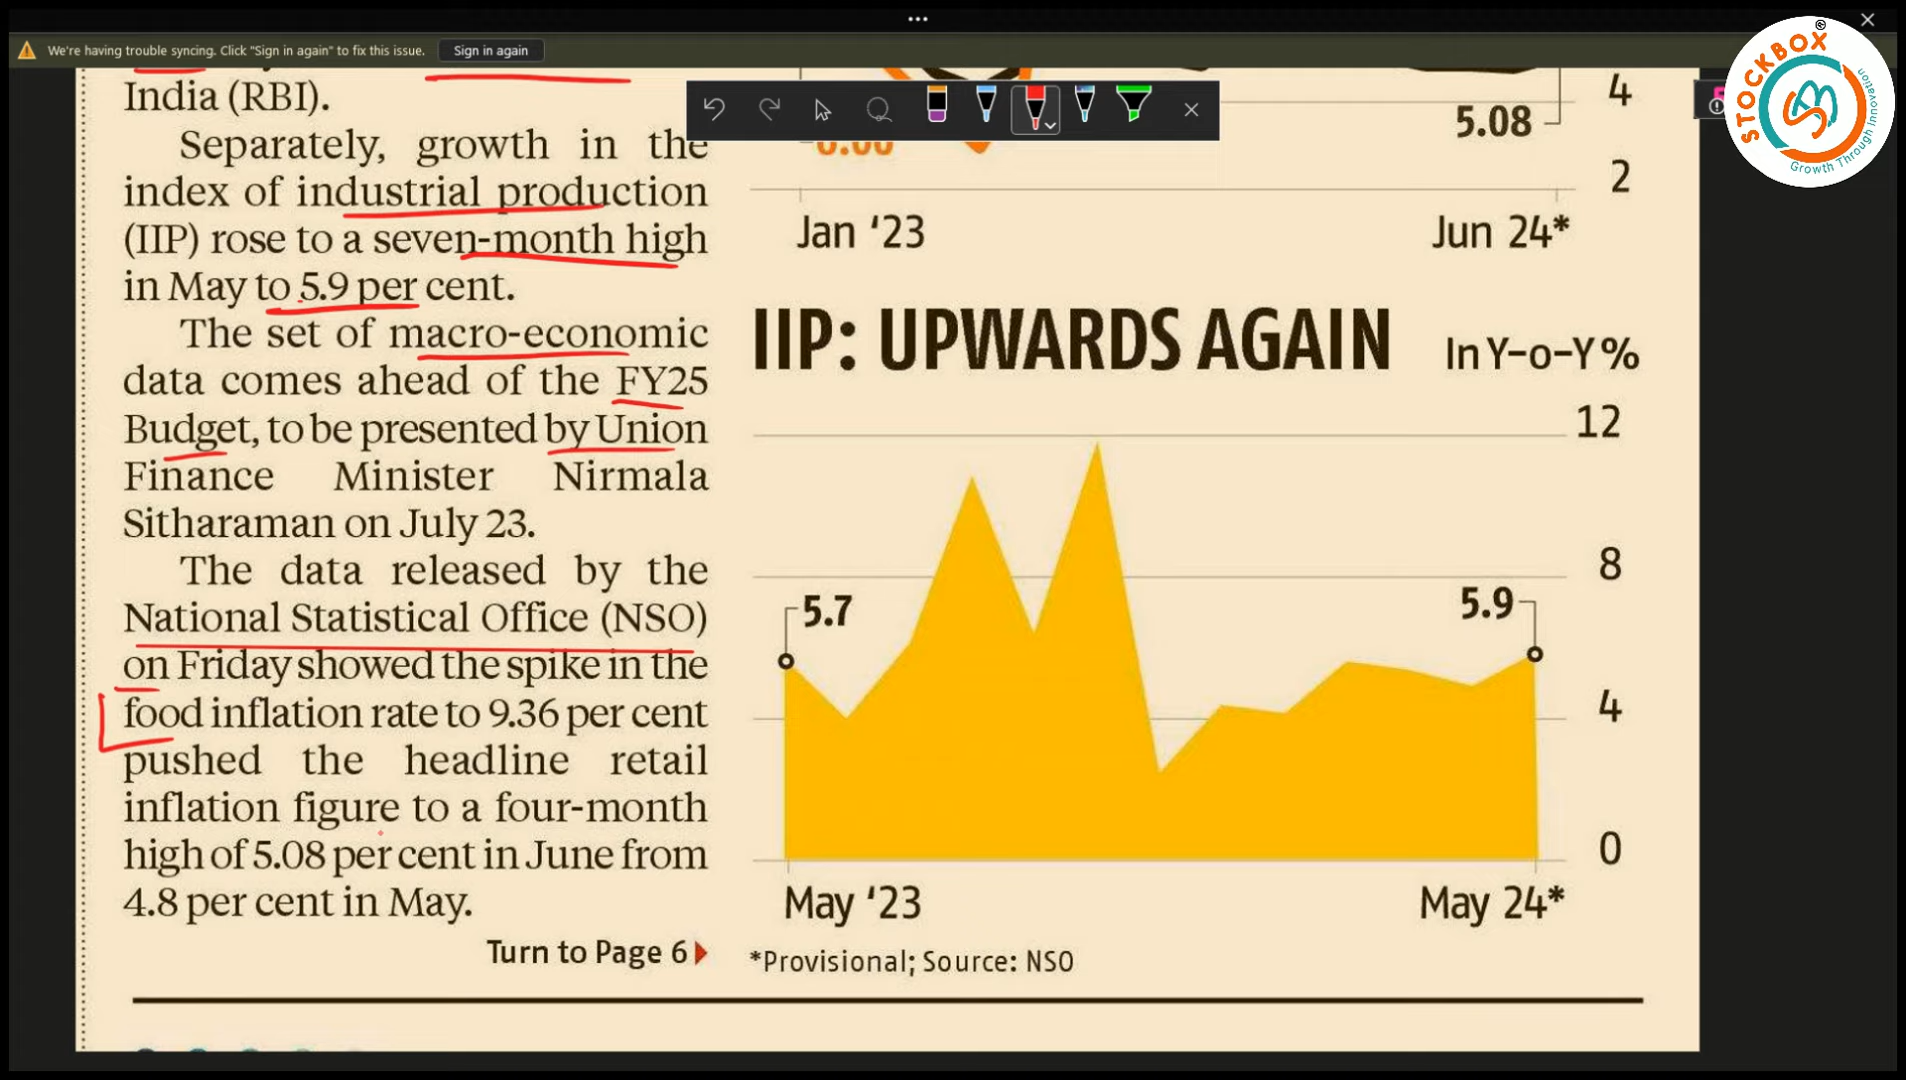 We're having trouble syncing. Click "Sign in again" to fix this issue.
Sign in again
STOCKBOX®
Growth Through Innovation
India (RBI).
Separately, growth in the
index of industrial production
(IIP) rose to a seven-month high
in May to 5.9 per cent.
The set of macro-economic
data comes ahead of the FY25
Budget, to be presented by Union
Finance Minister Nirmala
Sitharaman on July 23.
The data released by the
National Statistical Office (NSO)
on Friday showed the spike in the
food inflation rate to 9.36 per cent
pushed the headline retail
inflation figure to a four-month
high of 5.08 per cent in June from
4.8 per cent in May.
Turn to Page 6
4
5.08
2
Jan ‘23
Jun 24*
IIP: UPWARDS AGAIN
In Y-o-Y %
12
8
5.7
5.9
4
0
May ‘23
May 24*
*Provisional; Source: NSO